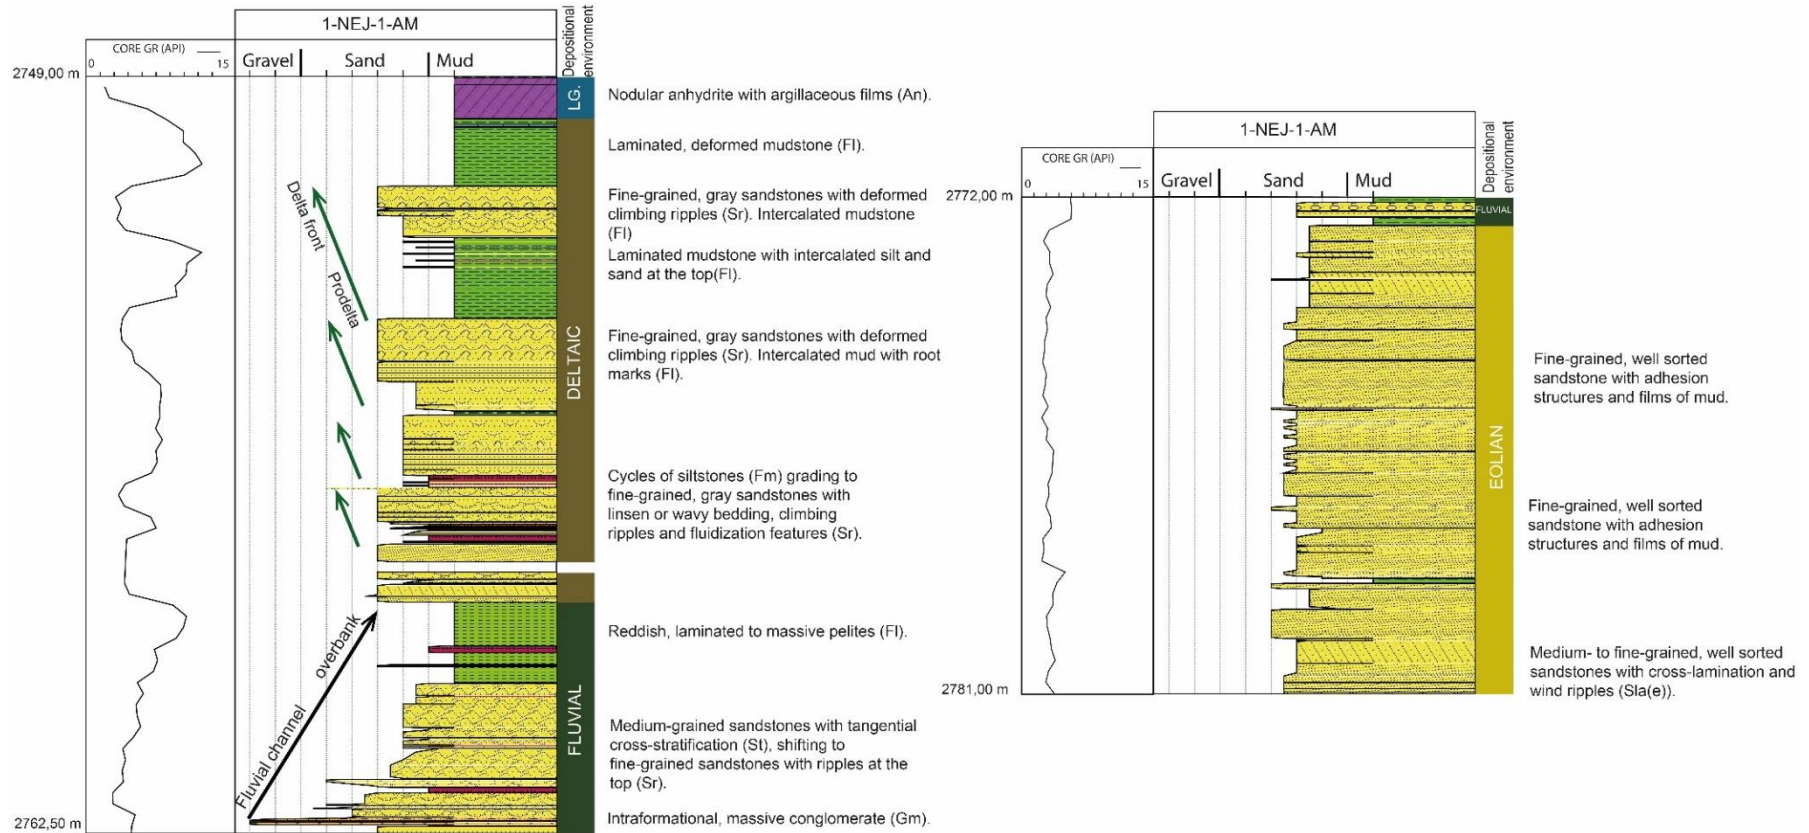 1-NEJ-1-AM
Depositional
environment
CORE GR (API)
0
15
Gravel
Sand
Mud
2749,00 m
LG.
Nodular anhydrite with argillaceous films (An).
Laminated, deformed mudstone (Fl).
Delta front
Fine-grained, gray sandstones with deformed
climbing ripples (Sr). Intercalated mudstone
(Fl)
Laminated mudstone with intercalated silt and
sand at the top(Fl).
Prodelta
DELTAIC
Fine-grained, gray sandstones with deformed
climbing ripples (Sr). Intercalated mud with root
marks (Fl).
Cycles of siltstones (Fm) grading to
fine-grained, gray sandstones with
linsen or wavy bedding, climbing
ripples and fluidization features (Sr).
overbank
Reddish, laminated to massive pelites (Fl).
Fluvial channel
FLUVIAL
Medium-grained sandstones with tangential
cross-stratification (St), shifting to
fine-grained sandstones with ripples at the
top (Sr).
2762,50 m
Intraformational, massive conglomerate (Gm).
1-NEJ-1-AM
Depositional
environment
CORE GR (API)
0
15
Gravel
Sand
Mud
2772,00 m
FLUVIAL
EOLIAN
Fine-grained, well sorted
sandstone with adhesion
structures and films of mud.
Fine-grained, well sorted
sandstone with adhesion
structures and films of mud.
Medium- to fine-grained, well sorted
sandstones with cross-lamination and
wind ripples (Sla(e)).
2781,00 m